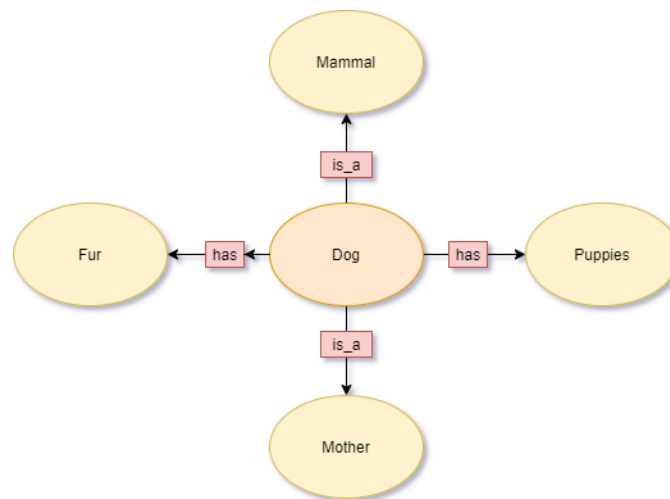 Mammal
is_a
Fur
has
Dog
has
Puppies
is_a
Mother